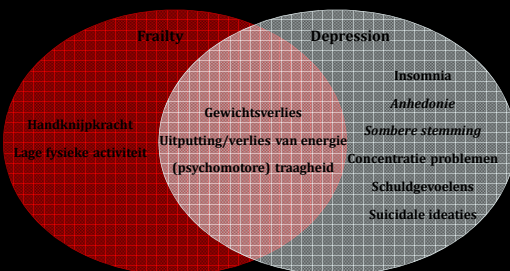 Frailty
Handknijpkracht
Lage fysieke activiteit
Gewichtsverlies
Uitputting/verlies van energie
(psychomotore) traagheid
Depression
Insomnia
Anhedonie
Sombere stemming
Concentratie problemen
Schuldgevoelens
Suicidale ideaties